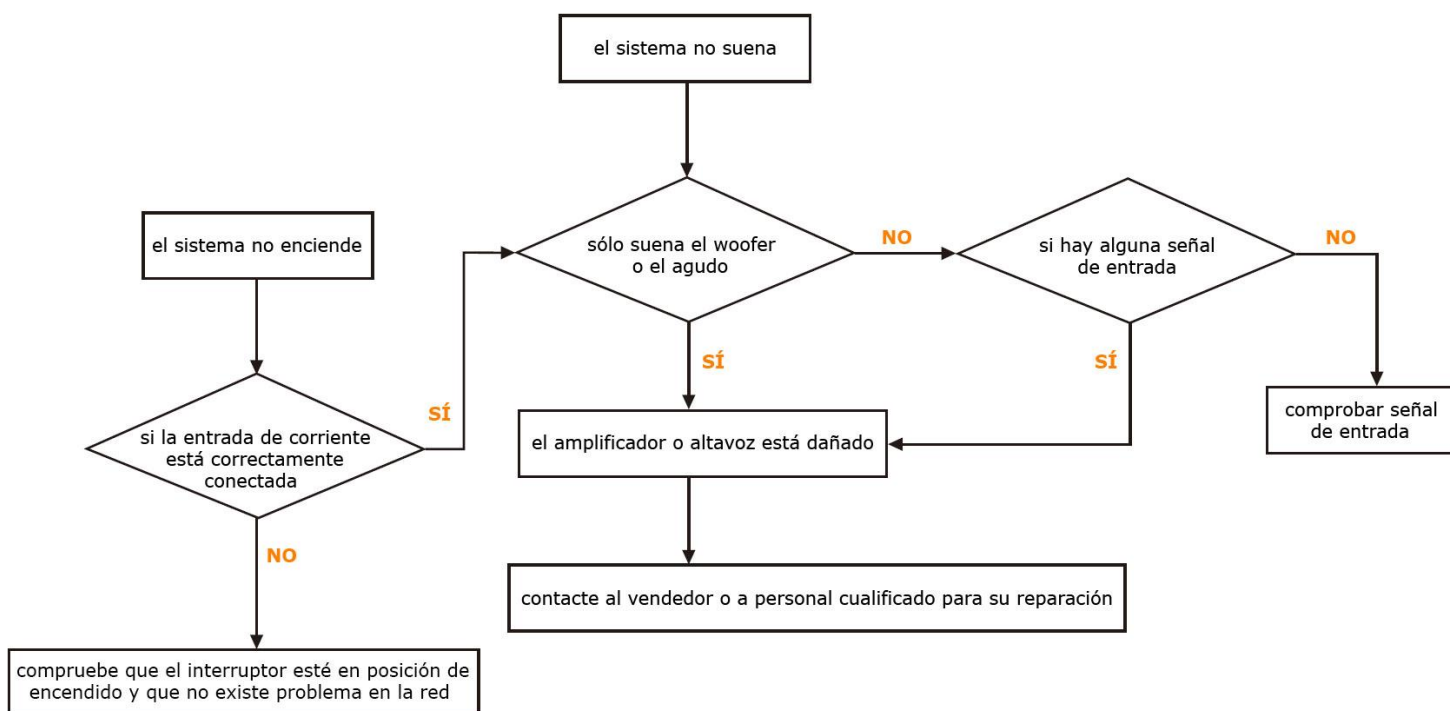 el sistema no suena
el sistema no enciende
sólo suena el woofer
o el agudo
NO
si hay alguna señal
de entrada
NO
SÍ
SÍ
SÍ
si la entrada de corriente
está correctamente
conectada
el amplificador o altavoz está dañado
comprobar señal
de entrada
NO
contacte al vendedor o a personal cualificado para su reparación
compruebe que el interruptor esté en posición de
encendido y que no existe problema en la red